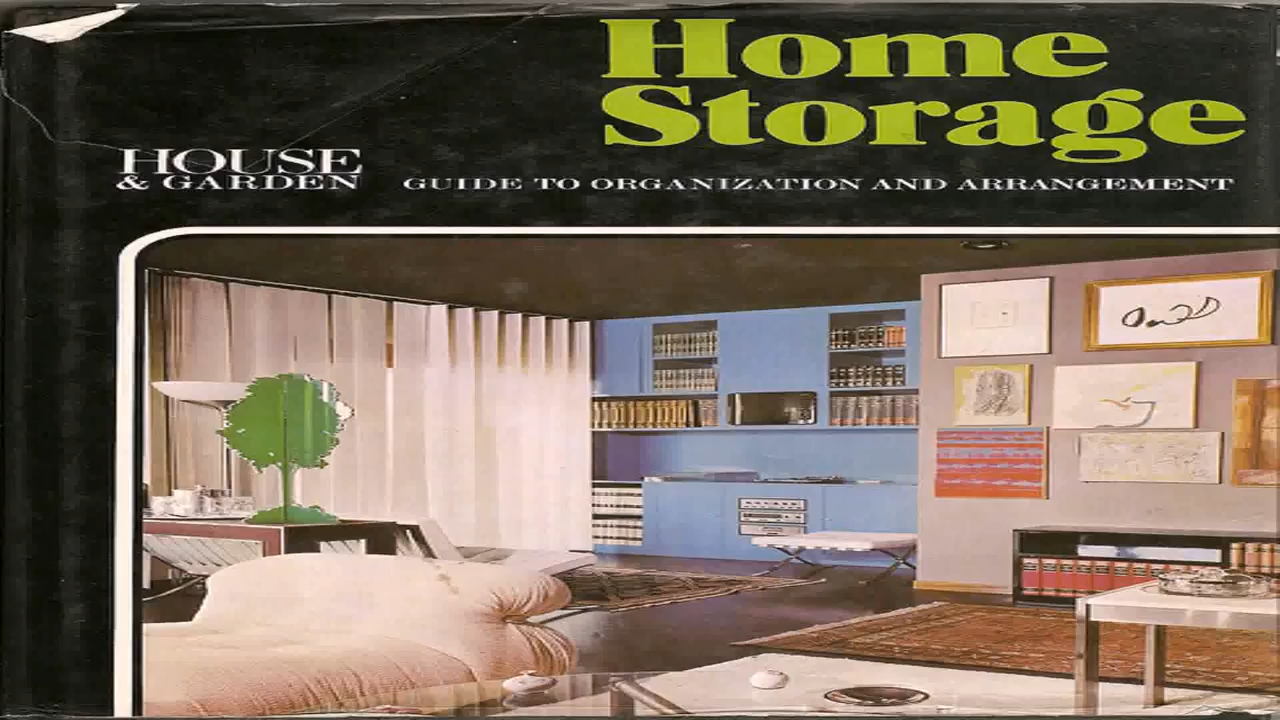 Home
Storage
HOUSE
& GARDEN
GUIDE TO ORGANIZATION AND ARRANGEMENT